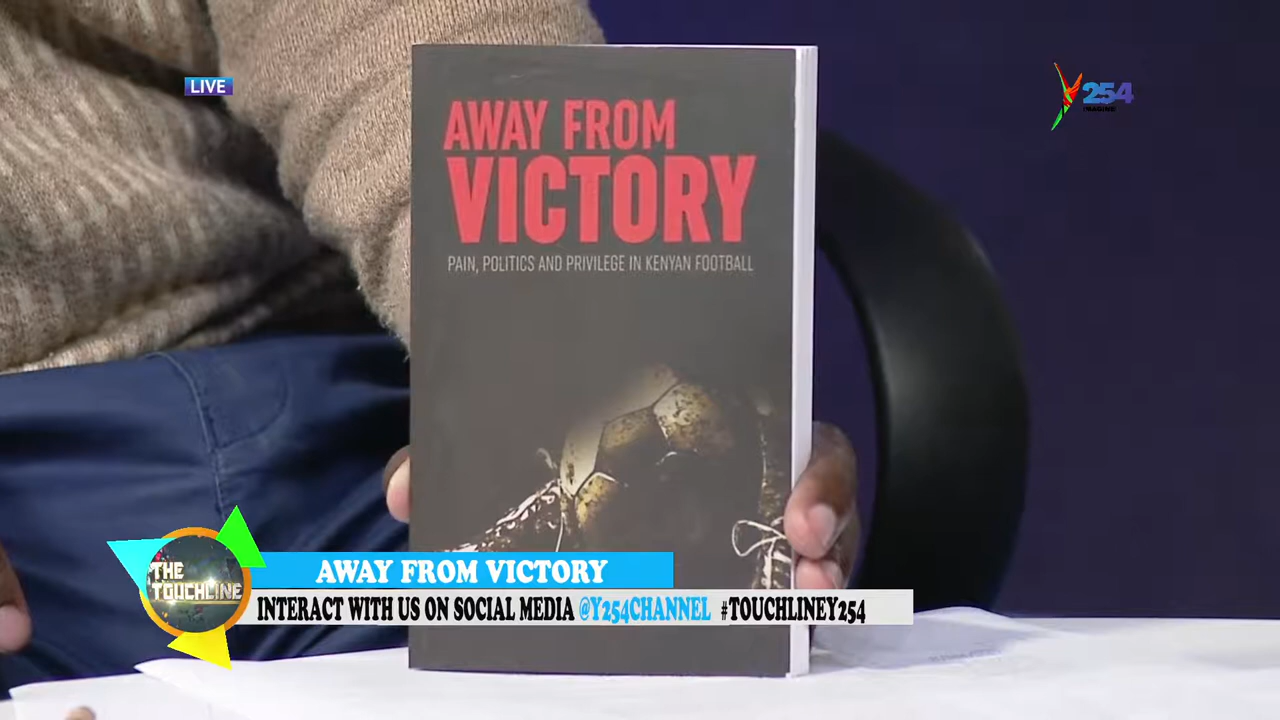 LIVE
254
AWAY FROM
VICTORY
PAIN, POLITICS AND PRIVILEGE IN KENYAN FOOTBALL
THE
TOUCHLINE
AWAY FROM VICTORY
INTERACT WITH US ON SOCIAL MEDIA @Y254CHANNEL #TOUCHLINEY254